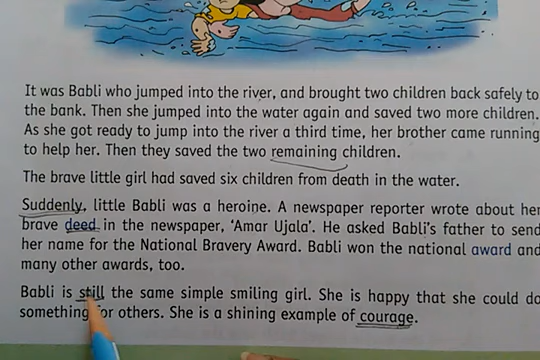 It was Babli who jumped into the river, and brought two children back safely to
the bank. Then she jumped into the water again and saved two more children.
As she got ready to jump into the river a third time, her brother came running
to help her. Then they saved the two remaining children.
The brave little girl had saved six children from death in the water.
Suddenly, little Babli was a heroine. A newspaper reporter wrote about her
brave deed in the newspaper, ‘Amar Ujala’. He asked Babli’s father to send
her name for the National Bravery Award. Babli won the national award and
many other awards, too.
Babli is still the same simple smiling girl. She is happy that she could do
something for others. She is a shining example of courage.